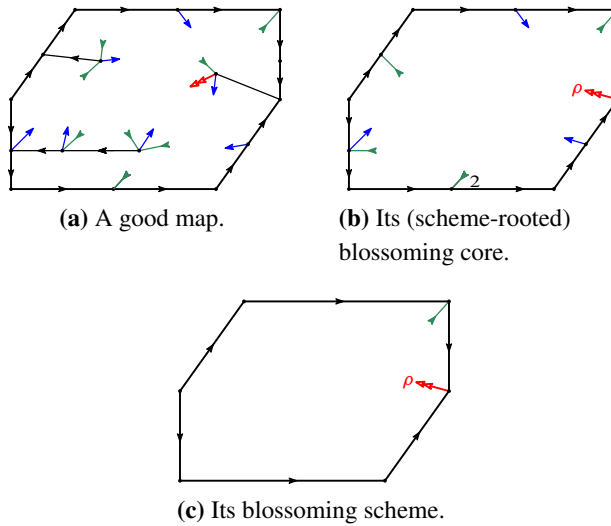 ρ
2
(a) A good map.
(b) Its (scheme-rooted)
blossoming core.
ρ
(c) Its blossoming scheme.